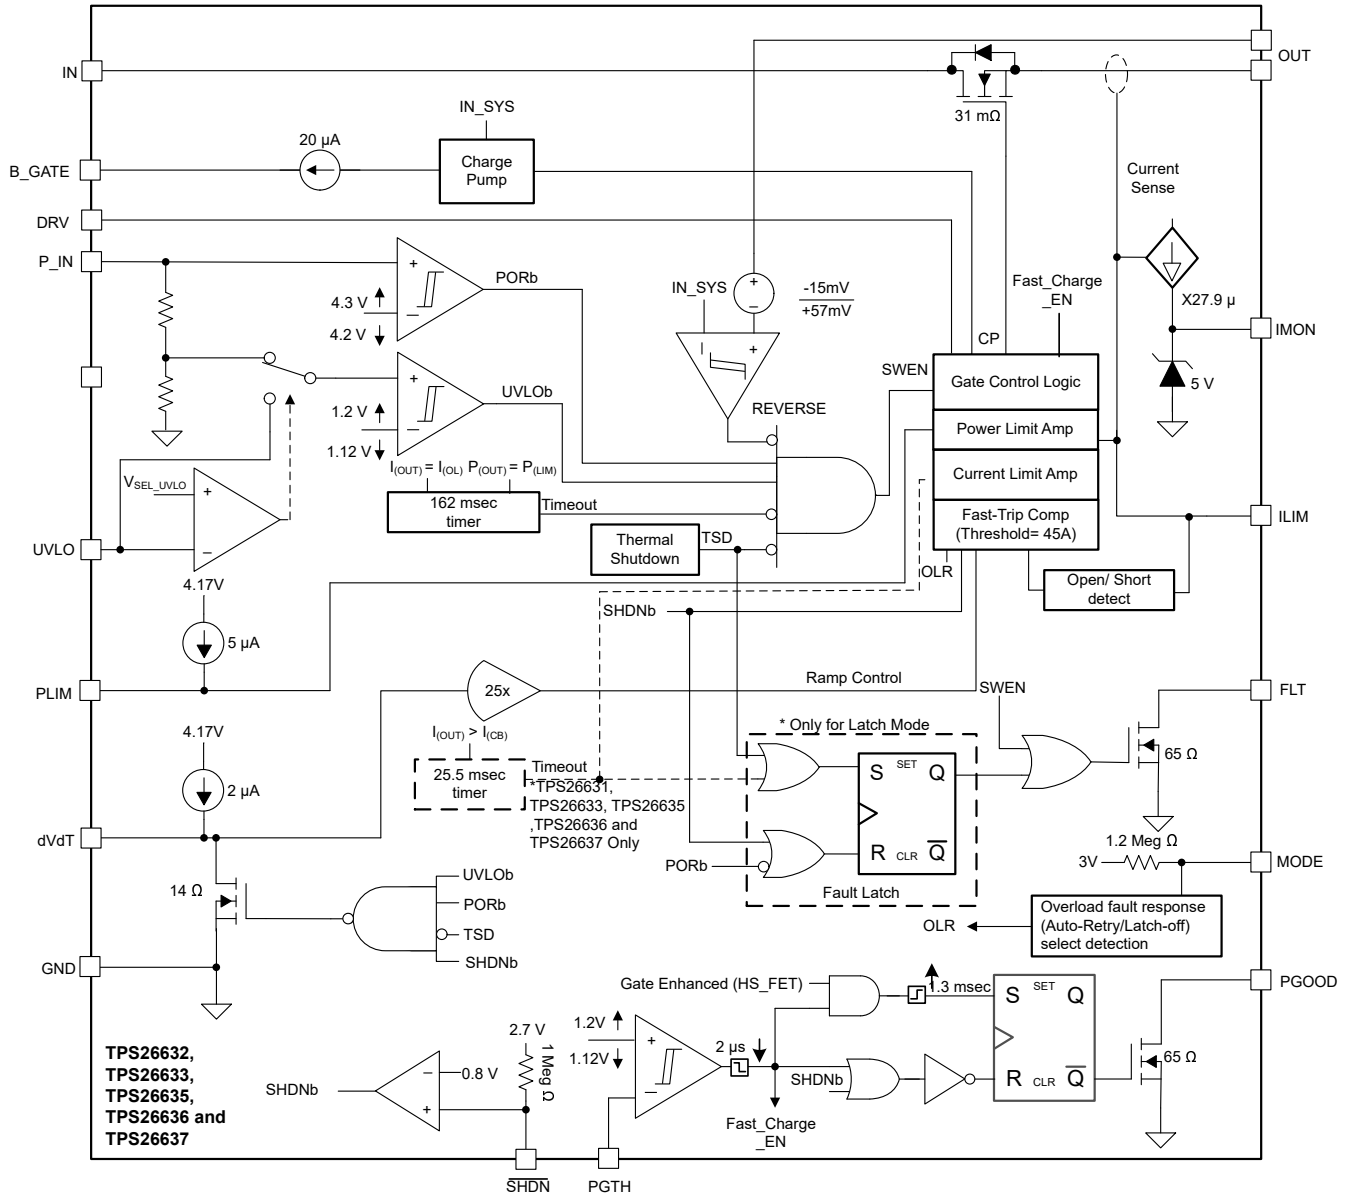 OUT
IN
31 mΩ
IN_SYS
20 µA
B_GATE
Charge
Pump
Current
Sense
DRV
P_IN
PORb
4.3 V
4.2 V
IN_SYS
+
–
-15mV
+57mV
Fast_Charge
_EN
X27.9 µ
IMON
5 V
CP
SWEN
Gate Control Logic
Power Limit Amp
Current Limit Amp
Fast-Trip Comp
(Threshold= 45A)
UVLOb
1.2 V
1.12 V
REVERSE
I(OUT) = I(OL) P(OUT) = P(LIM)
162 msec
timer
Timeout
VSEL_UVLO
+
–
UVLO
Thermal
Shutdown
TSD
ILIM
OLR
Open/ Short
detect
SHDNb
4.17V
5 µA
PLIM
25x
Ramp Control
SWEN
FLT
65 Ω
* Only for Latch Mode
I(OUT) > I(CB)
25.5 msec
timer
Timeout
*TPS26631,
TPS26633, TPS26635
,TPS26636 and
TPS26637 Only
S SET Q
R CLR Q
PORb
Fault Latch
4.17V
2 µA
dVdT
14 Ω
UVLOb
PORb
TSD
SHDNb
GND
1.2 Meg Ω
3V
MODE
Overload fault response
(Auto-Retry/Latch-off)
select detection
OLR
Gate Enhanced (HS_FET)
1.3 msec
S SET Q
R CLR Q
PGOOD
65 Ω
1.2V
1.12V
+
–
2 µs
SHDNb
Fast_Charge
_EN
2.7 V
1 Meg Ω
0.8 V
–
+
SHDNb
TPS26632,
TPS26633,
TPS26635,
TPS26636 and
TPS26637
SHDN
PGTH